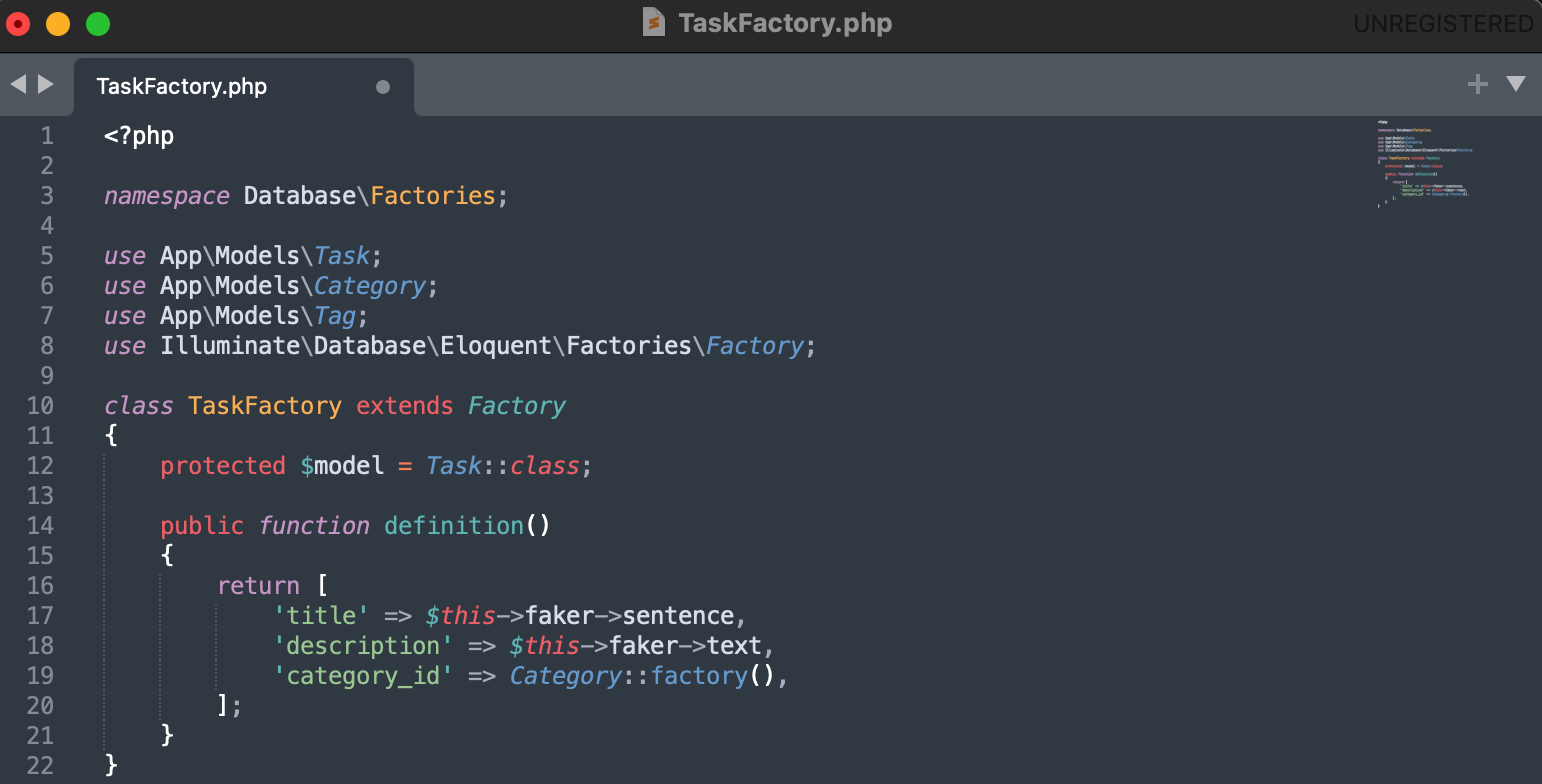 TaskFactory.php
UNREGISTERED
TaskFactory.php
1 <?php
2
3 namespace Database\Factories;
4
5 use App\Models\Task;
6 use App\Models\Category;
7 use App\Models\Tag;
8 use Illuminate\Database\Eloquent\Factories\Factory;
9
10 class TaskFactory extends Factory
11 {
12     protected $model = Task::class;
13
14     public function definition()
15     {
16         return [
17             'title' => $this->faker->sentence,
18             'description' => $this->faker->text,
19             'category_id' => Category::factory(),
20         ];
21     }
22 }